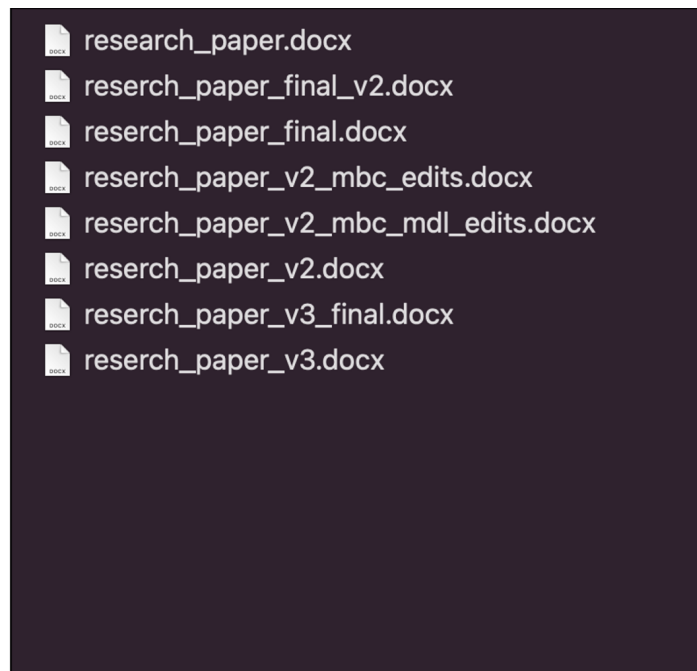 research_paper.docx
reserch_paper_final_v2.docx
reserch_paper_final.docx
reserch_paper_v2_mbc_edits.docx
reserch_paper_v2_mbc_mdl_edits.docx
reserch_paper_v2.docx
reserch_paper_v3_final.docx
reserch_paper_v3.docx